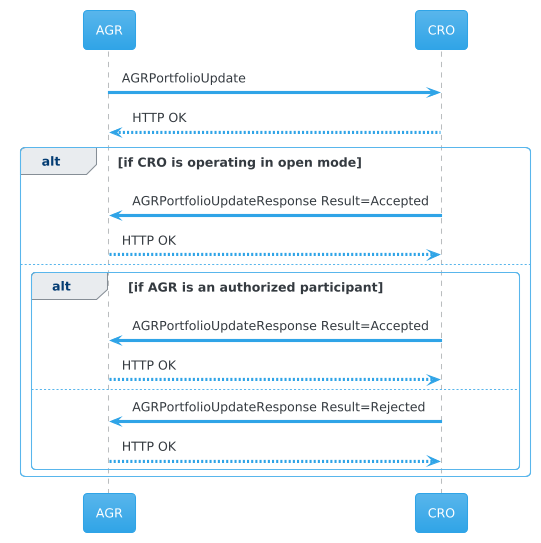 AGR CRO
AGRPortfolioUpdate
HTTP OK
alt [if CRO is operating in open mode]
AGRPortfolioUpdateResponse Result=Accepted
HTTP OK
alt [if AGR is an authorized participant]
AGRPortfolioUpdateResponse Result=Accepted
HTTP OK
AGRPortfolioUpdateResponse Result=Rejected
HTTP OK
AGR CRO